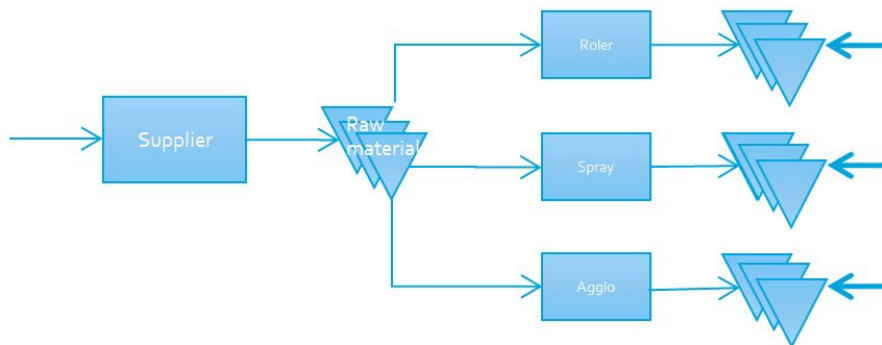 Roler
Supplier
Raw
material
Spray
Agglo